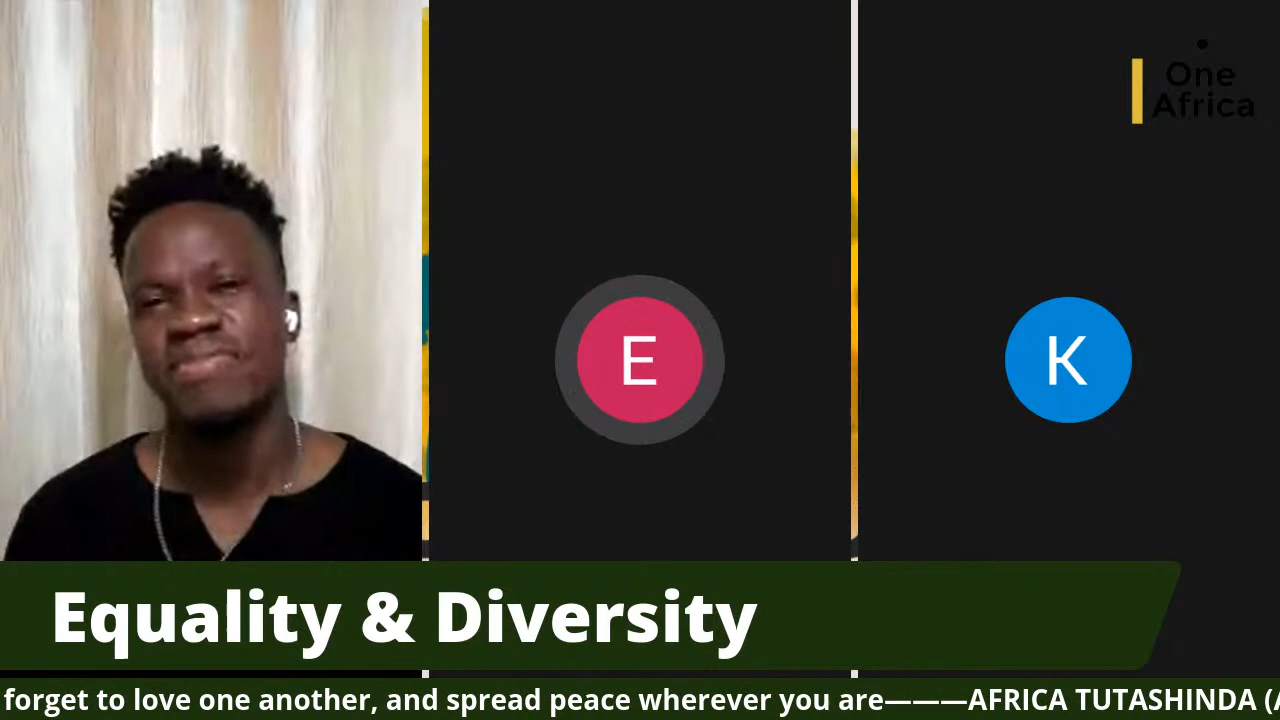 One
Africa
E
K
Equality & Diversity
forget to love one another, and spread peace wherever you are———AFRICA TUTASHINDA (